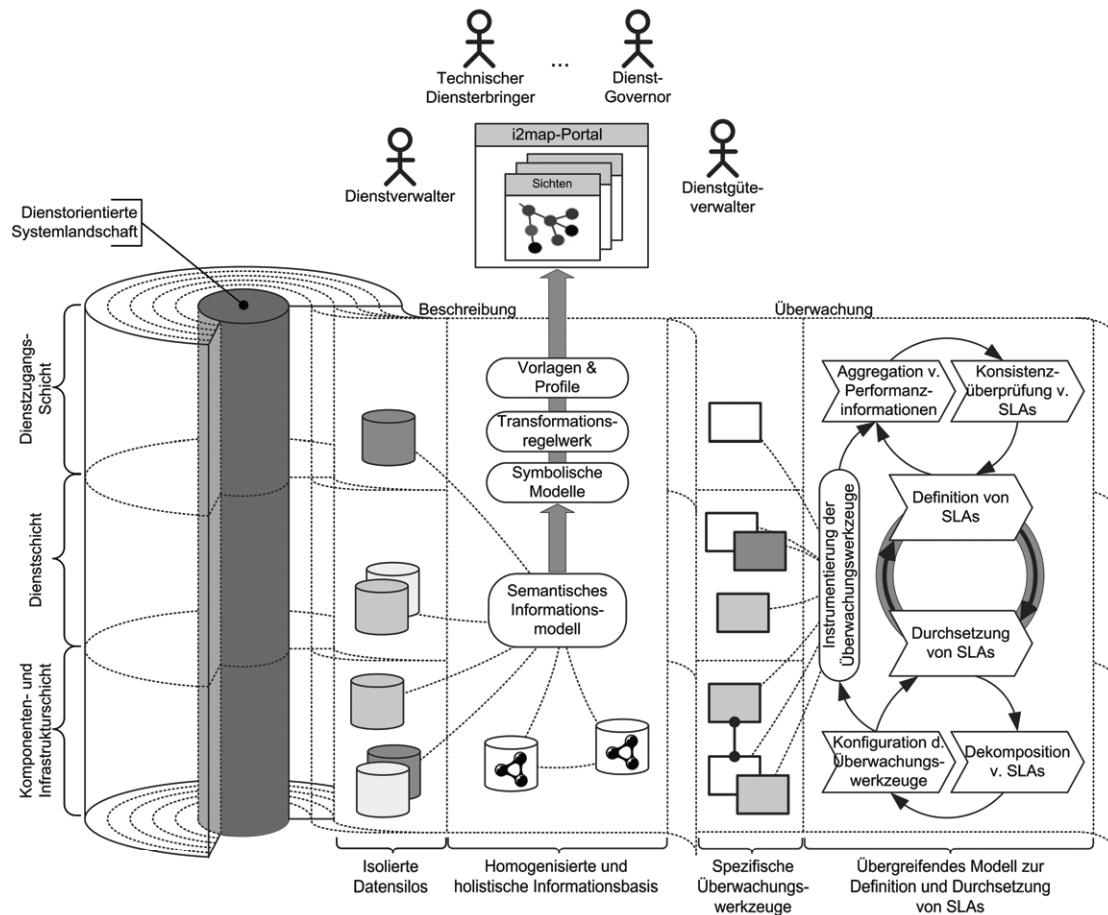 Technischer
Diensterbringer
...
Dienst-
Governor
i2map-Portal
Sichten
Dienstverwalter
Dienstgüte-
verwalter
Dienstorientierte
Systemlandschaft
Beschreibung
Überwachung
Dienstzugangs-
Schicht
Dienstschicht
Komponenten- und
Infrastrukturschicht
Vorlagen &
Profile
Transformations-
regelwerk
Symbolische
Modelle
Semantisches
Informations-
modell
Aggregation v.
Performanz-
informationen
Konsistenz-
überprüfung v.
SLAs
Definition von
SLAs
Instrumentierung der
Überwachungswerkzeuge
Durchsetzung
von SLAs
Konfiguration d.
Überwachungs-
werkzeuge
Dekomposition
v. SLAs
Isolierte
Datensilos
Homogenisierte und
holistische Informationsbasis
Spezifische
Überwachungs-
werkzeuge
Übergreifendes Modell zur
Definition und Durchsetzung
von SLAs